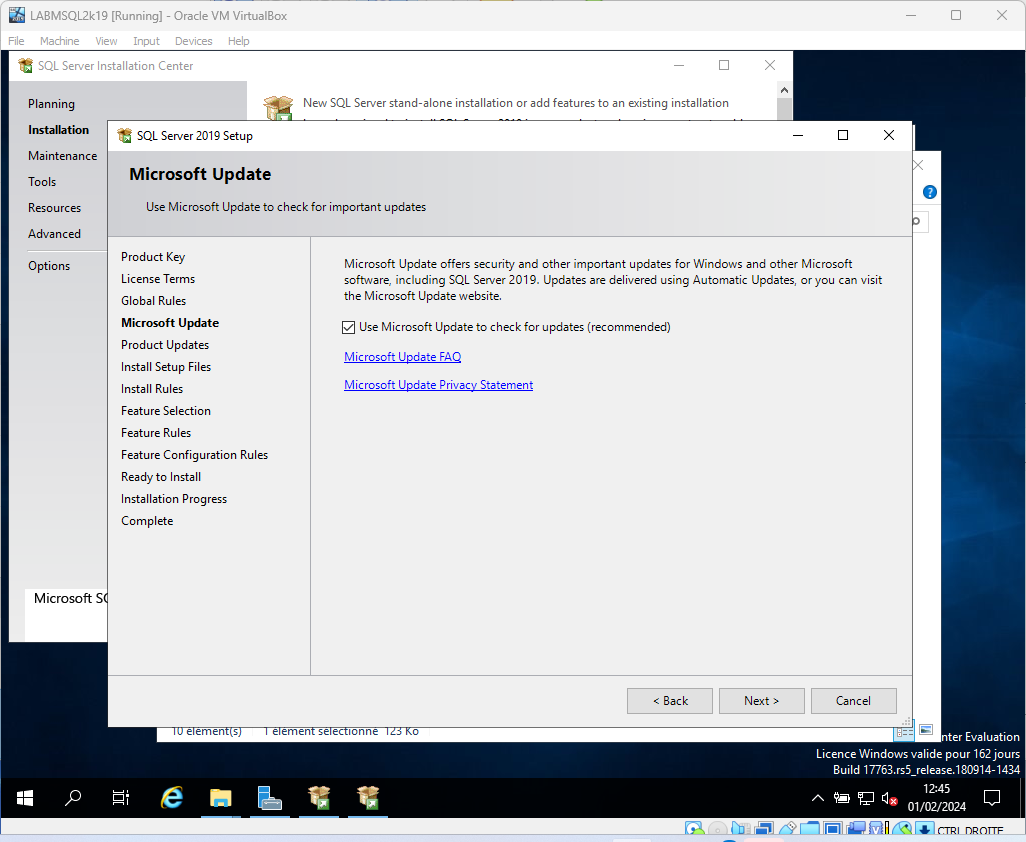 LABMSQL2k19 [Running] - Oracle VM VirtualBox
File Machine View Input Devices Help
SQL Server Installation Center
Planning
Installation
Maintenance
Tools
Resources
Advanced
Options
New SQL Server stand-alone installation or add features to an existing installation
SQL Server 2019 Setup
Microsoft Update
Use Microsoft Update to check for important updates
Product Key
License Terms
Global Rules
Microsoft Update
Product Updates
Install Setup Files
Install Rules
Feature Selection
Feature Rules
Feature Configuration Rules
Ready to Install
Installation Progress
Complete
Microsoft Update offers security and other important updates for Windows and other Microsoft
software, including SQL Server 2019. Updates are delivered using Automatic Updates, or you can visit
the Microsoft Update website.
Use Microsoft Update to check for updates (recommended)
Microsoft Update FAQ
Microsoft Update Privacy Statement
Microsoft
< Back Next > Cancel
10 élément(s) 1 élément sélectionné 123 Ko
nter Evaluation
Licence Windows valide pour 162 jours
Build 17763.rs5_release.180914-1434
12:45
01/02/2024
CTRL DROITE